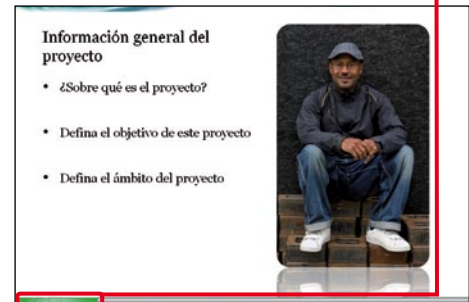 Información general del
proyecto
• ¿Sobre qué es el proyecto?
• Defina el objetivo de este proyecto
• Defina el ámbito del proyecto